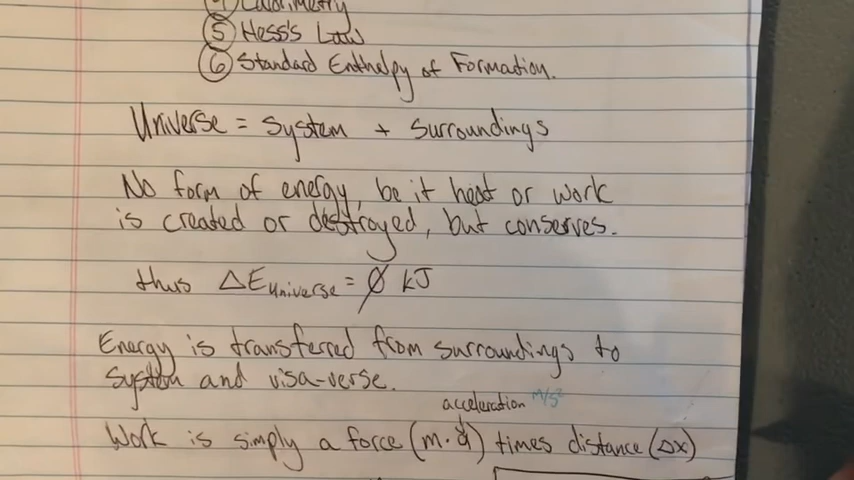 ④ Calorimetry
⑤ Hess's Law
⑥ Standard Enthalpy of Formation.
Universe = System + Surroundings
No form of energy, be it heat or work
is created or destroyed, but conserves.
thus ΔE universe = Ø kJ
Energy is transferred from surroundings to
system and visa-verse.
acceleration m/s²
Work is simply a force (m·a) times distance (Δx)